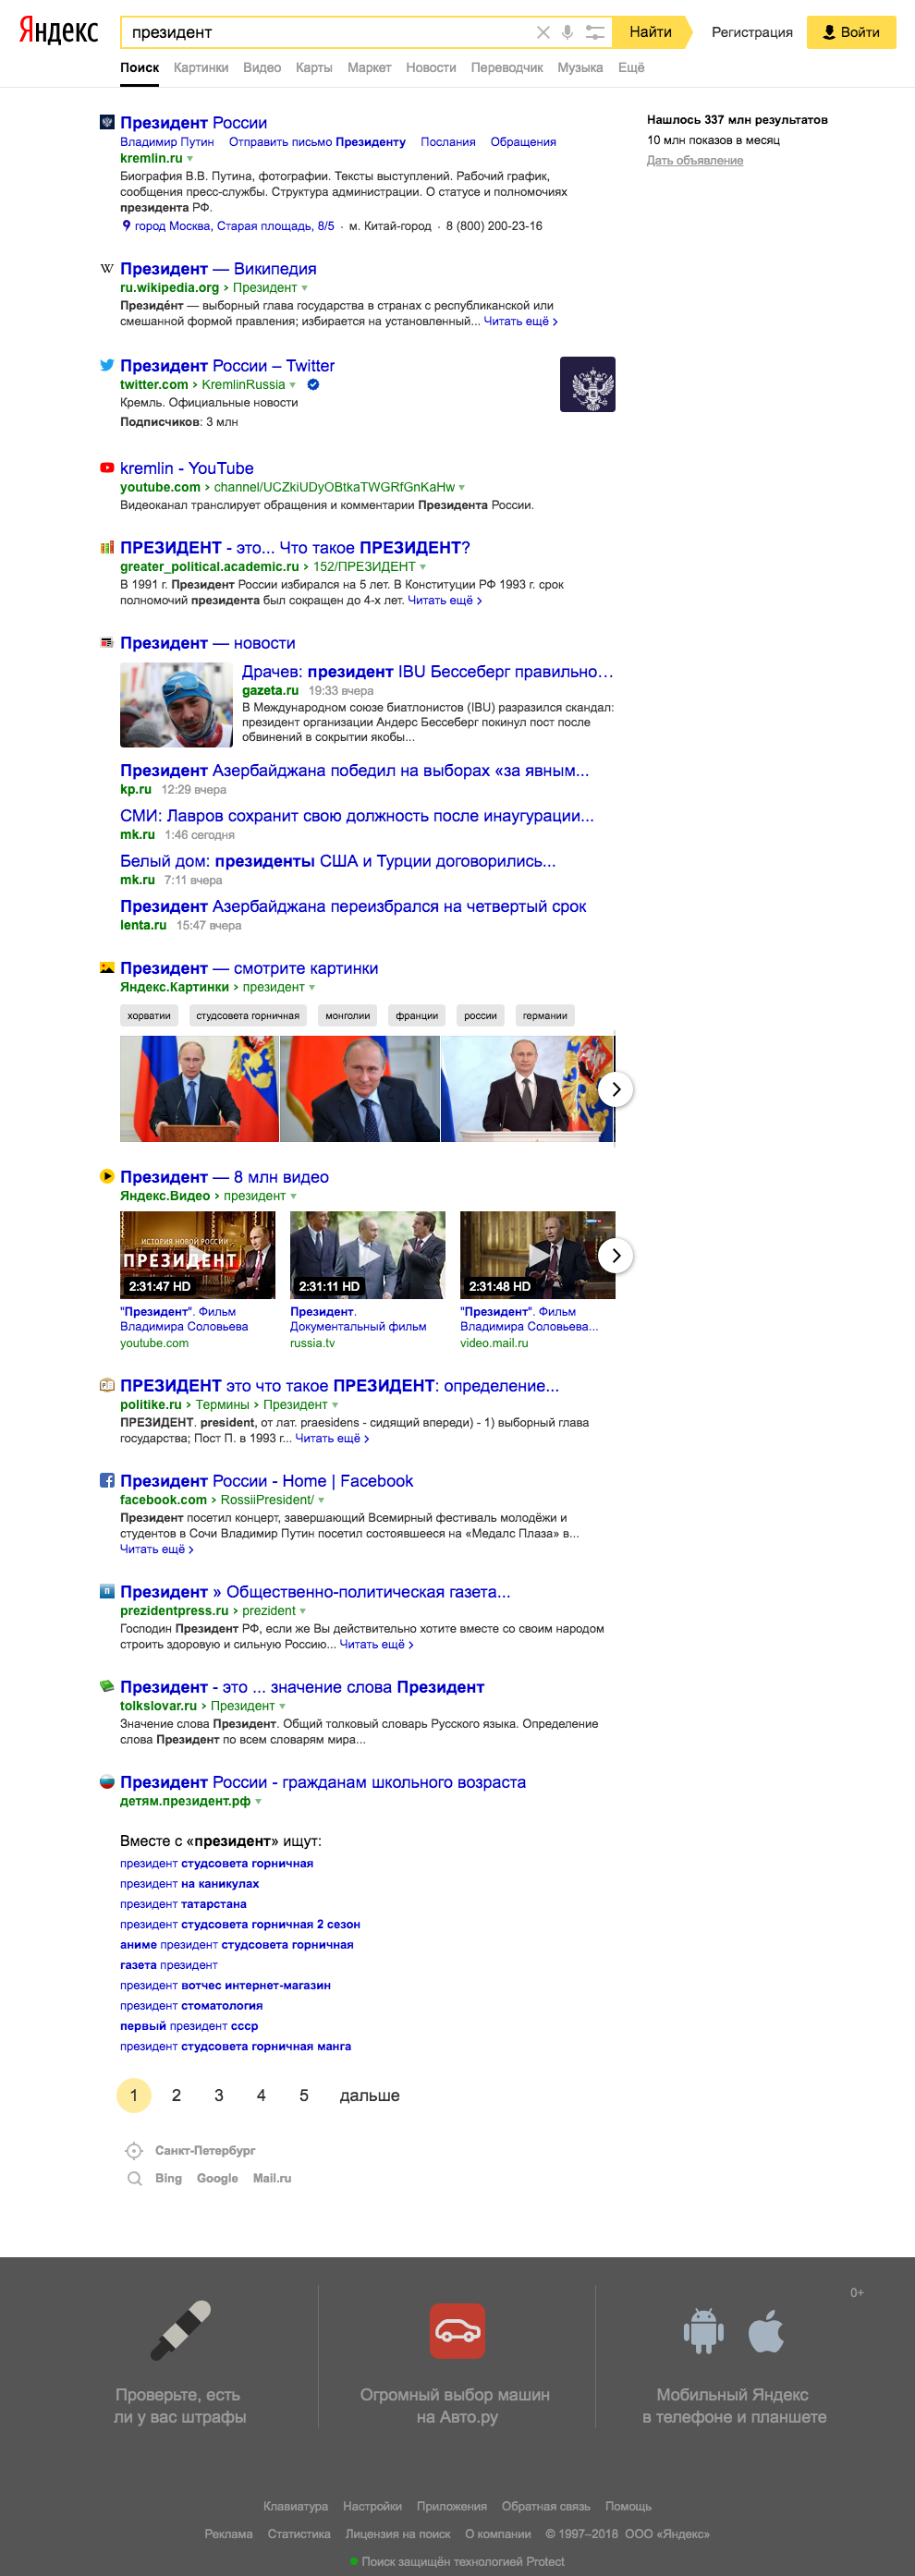 Яндекс
президент
Найти
Регистрация
Войти
Поиск Картинки Видео Карты Маркет Новости Переводчик Музыка Ещё
Нашлось 337 млн результатов
10 млн показов в месяц
Дать объявление
Президент России
Владимир Путин Отправить письмо Президенту Послания Обращения
kremlin.ru
Биография В.В. Путина, фотографии. Тексты выступлений. Рабочий график,
сообщения пресс-службы. Структура администрации. О статусе и полномочиях
президента РФ.
город Москва, Старая площадь, 8/5 · м. Китай-город · 8 (800) 200-23-16
W
Президент — Википедия
ru.wikipedia.org › Президент
Президе́нт — выборный глава государства в странах с республиканской или
смешанной формой правления; избирается на установленный... Читать ещё ›
Президент России – Twitter
twitter.com › KremlinRussia
Кремль. Официальные новости
Подписчиков: 3 млн
kremlin - YouTube
youtube.com › channel/UCZkiUDyOBtkaTWGRfGnKaHw
Видеоканал транслирует обращения и комментарии Президента России.
ПРЕЗИДЕНТ - это... Что такое ПРЕЗИДЕНТ?
greater_political.academic.ru › 152/ПРЕЗИДЕНТ
В 1991 г. Президент России избирался на 5 лет. В Конституции РФ 1993 г. срок
полномочий президента был сокращен до 4-х лет. Читать ещё ›
Президент — новости
Драчев: президент IBU Бессеберг правильно...
gazeta.ru 19:33 вчера
В Международном союзе биатлонистов (IBU) разразился скандал:
президент организации Андерс Бессеберг покинул пост после
обвинений в сокрытии якобы...
Президент Азербайджана победил на выборах «за явным...
kp.ru 12:29 вчера
СМИ: Лавров сохранит свою должность после инаугурации...
mk.ru 1:46 сегодня
Белый дом: президенты США и Турции договорились...
mk.ru 7:11 вчера
Президент Азербайджана переизбрался на четвертый срок
lenta.ru 15:47 вчера
Президент — смотрите картинки
Яндекс.Картинки › президент
хорватии студсовета горничная монголии франции россии германии
Президент — 8 млн видео
Яндекс.Видео › президент
ИСТОРИЯ НОВОЙ РОССИИ
ПРЕЗИДЕНТ
2:31:47 HD 2:31:11 HD 2:31:48 HD
"Президент". Фильм
Владимира Соловьева
youtube.com
Президент.
Документальный фильм
russia.tv
"Президент". Фильм
Владимира Соловьева...
video.mail.ru
ПРЕЗИДЕНТ это что такое ПРЕЗИДЕНТ: определение...
politike.ru › Термины › Президент
ПРЕЗИДЕНТ. president, от лат. praesidens - сидящий впереди) - 1) выборный глава
государства; Пост П. в 1993 г... Читать ещё ›
Президент России - Home | Facebook
facebook.com › RossiiPresident/
Президент посетил концерт, завершающий Всемирный фестиваль молодёжи и
студентов в Сочи Владимир Путин посетил состоявшееся на «Медалс Плаза» в...
Читать ещё ›
Президент » Общественно-политическая газета...
prezidentpress.ru › prezident
Господин Президент РФ, если же Вы действительно хотите вместе со своим народом
строить здоровую и сильную Россию... Читать ещё ›
Президент - это ... значение слова Президент
tolkslovar.ru › Президент
Значение слова Президент. Общий толковый словарь Русского языка. Определение
слова Президент по всем словарям мира...
Президент России - гражданам школьного возраста
детям.президент.рф
Вместе с «президент» ищут:
президент студсовета горничная
президент на каникулах
президент татарстана
президент студсовета горничная 2 сезон
аниме президент студсовета горничная
газета президент
президент вотчес интернет-магазин
президент стоматология
первый президент ссср
президент студсовета горничная манга
1 2 3 4 5 дальше
Санкт-Петербург
Bing Google Mail.ru
0+
Проверьте, есть
ли у вас штрафы
Огромный выбор машин
на Авто.ру
Мобильный Яндекс
в телефоне и планшете
Клавиатура Настройки Приложения Обратная связь Помощь
Реклама Статистика Лицензия на поиск О компании © 1997–2018 ООО «Яндекс»
Поиск защищён технологией Protect